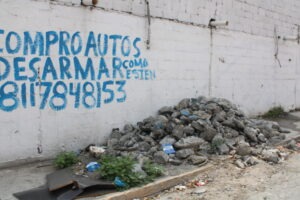 COMPRO AUTOS
DESARMAR COMO ESTEN
8117848153